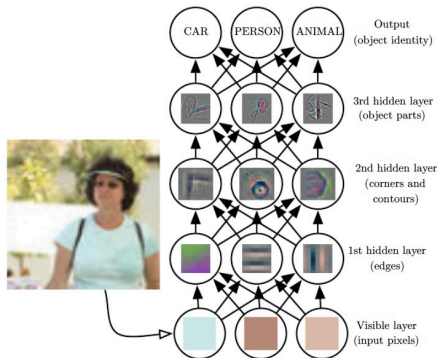 CAR PERSON ANIMAL
Output
(object identity)
3rd hidden layer
(object parts)
2nd hidden layer
(corners and
contours)
1st hidden layer
(edges)
Visible layer
(input pixels)